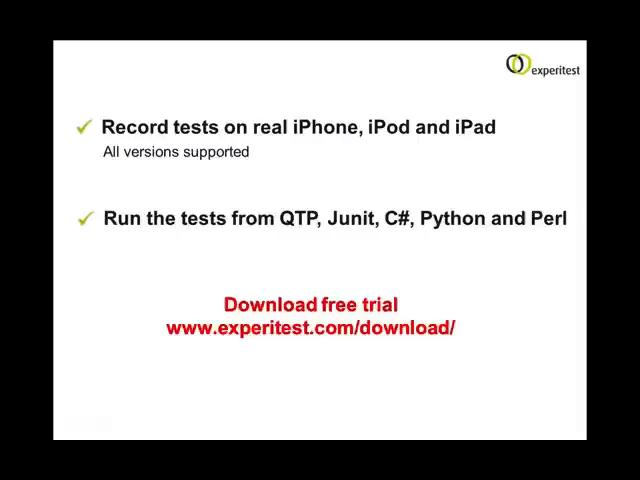 experitest
Record tests on real iPhone, iPod and iPad
All versions supported
Run the tests from QTP, Junit, C#, Python and Perl
Download free trial
www.experitest.com/download/